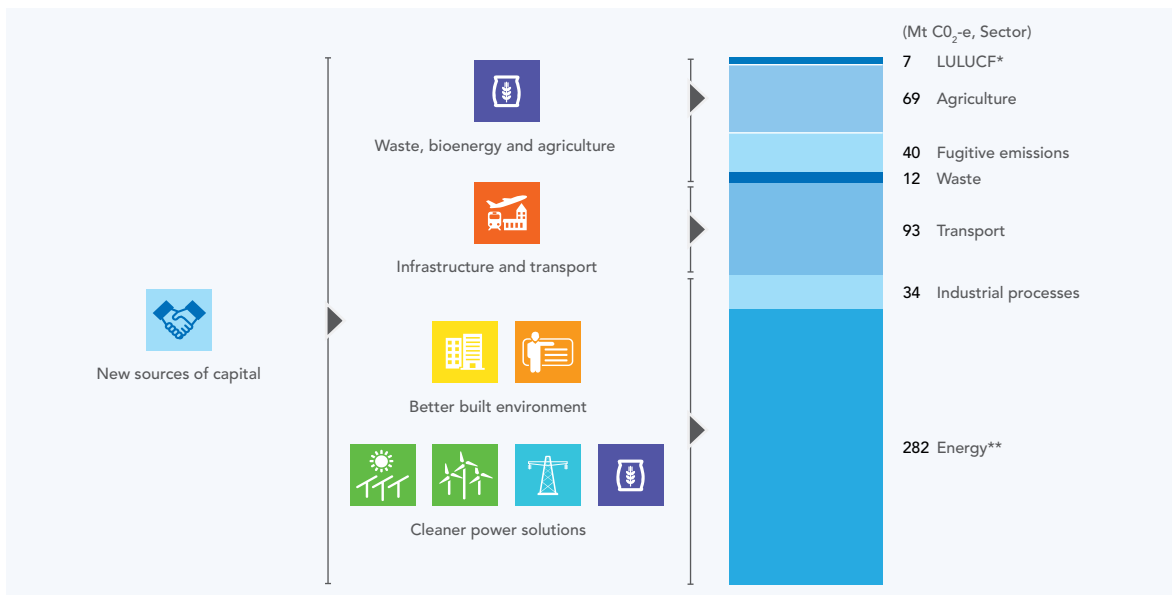 New sources of capital
Waste, bioenergy and agriculture
Infrastructure and transport
Better built environment
Cleaner power solutions
(Mt C0₂-e, Sector)
7 LULUCF*
69 Agriculture
40 Fugitive emissions
12 Waste
93 Transport
34 Industrial processes
282 Energy**